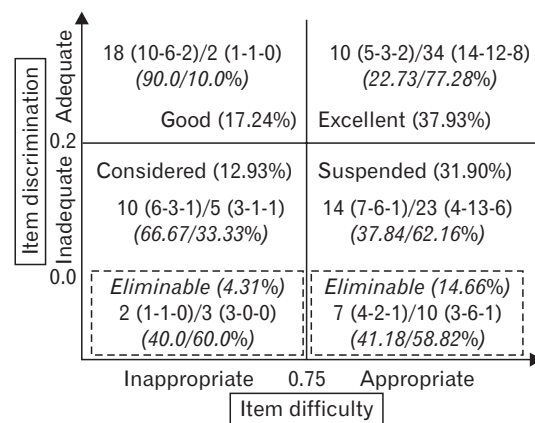 18 (10-6-2)/2 (1-1-0)
(90.0/10.0%)
Good (17.24%)
10 (5-3-2)/34 (14-12-8)
(22.73/77.28%)
Excellent (37.93%)
Considered (12.93%)
10 (6-3-1)/5 (3-1-1)
(66.67/33.33%)
Suspended (31.90%)
14 (7-6-1)/23 (4-13-6)
(37.84/62.16%)
Eliminable (4.31%)
2 (1-1-0)/3 (3-0-0)
(40.0/60.0%)
Eliminable (14.66%)
7 (4-2-1)/10 (3-6-1)
(41.18/58.82%)
Item discrimination
Adequate
0.2
Inadequate
0.0
Inappropriate
0.75
Appropriate
Item difficulty